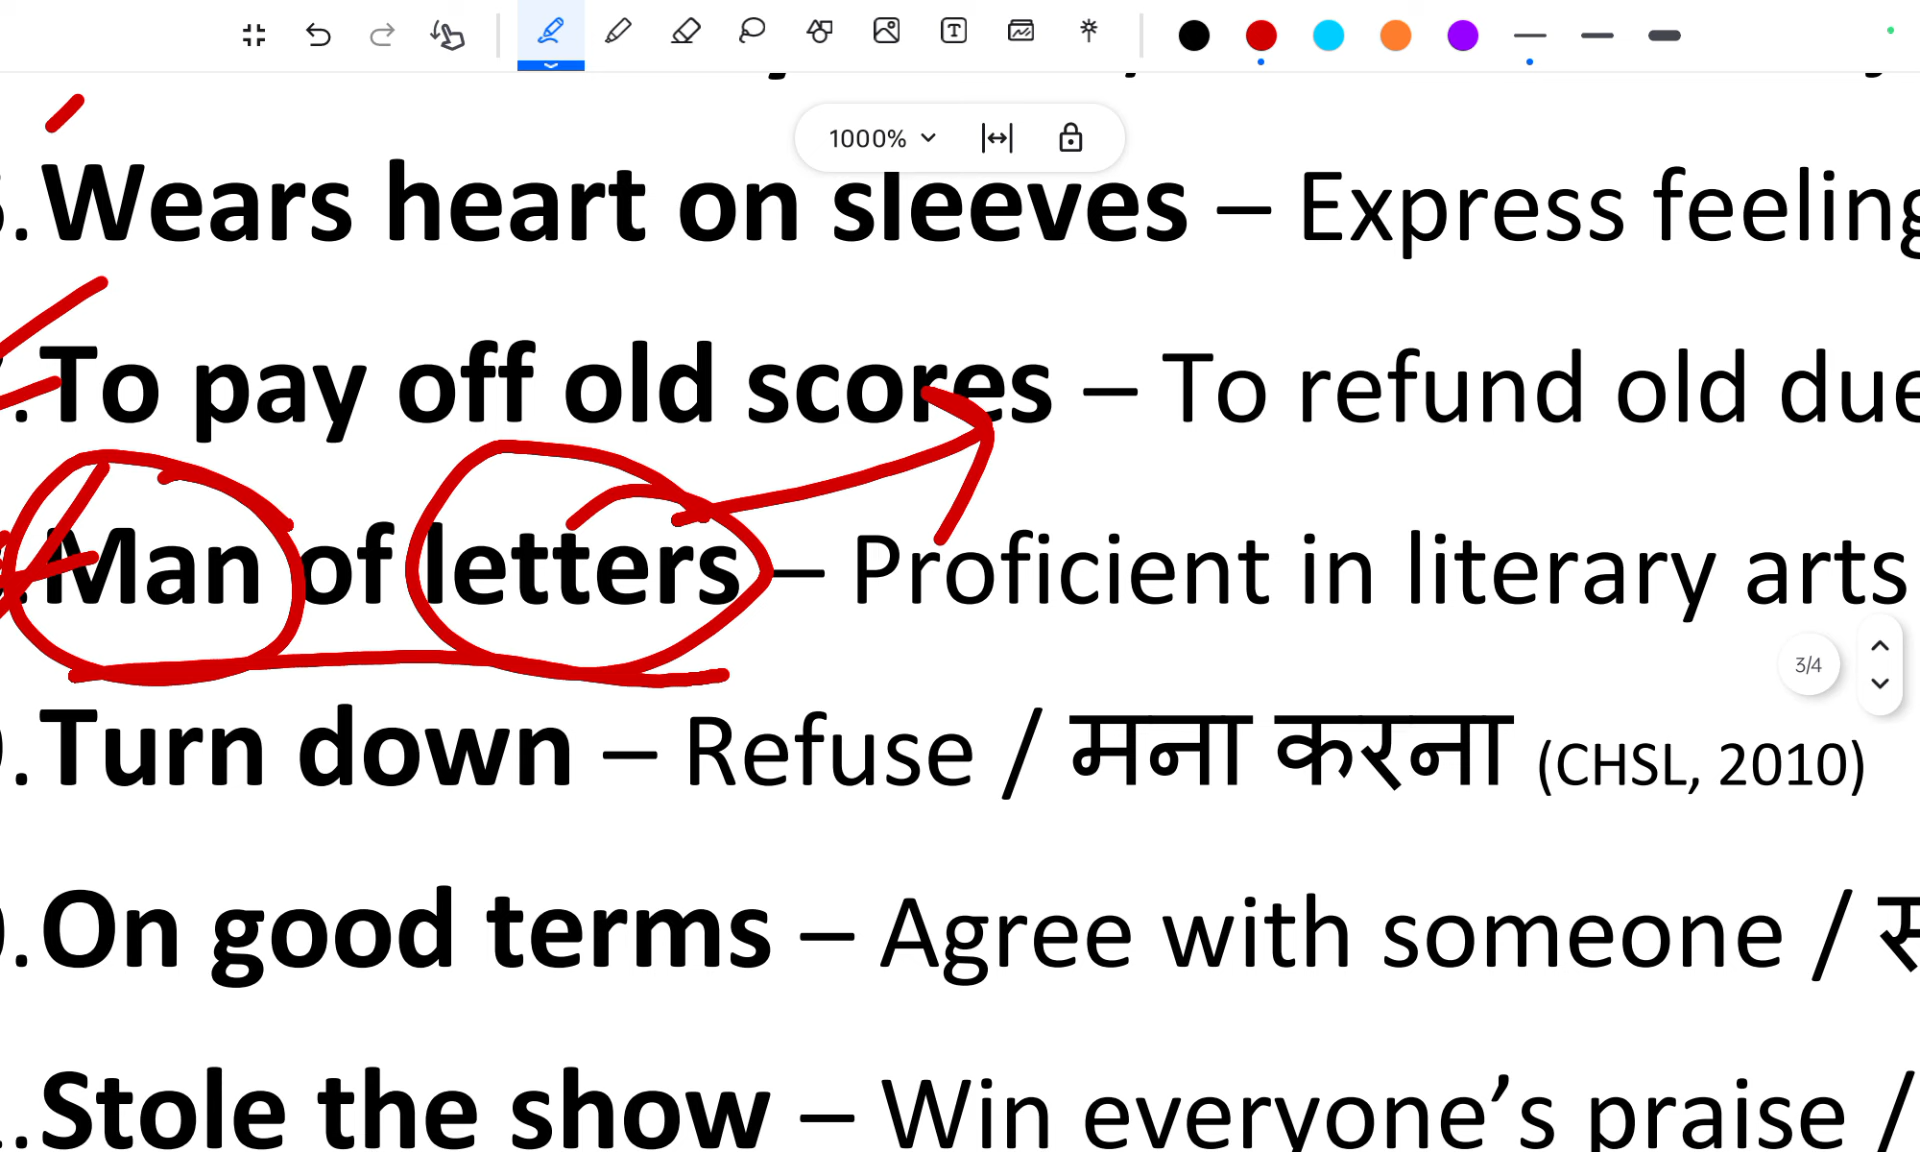 1000%
.Wears heart on sleeves – Express feeling
.To pay off old scores – To refund old due
Man of letters – Proficient in literary arts
3/4
.Turn down – Refuse / मना करना (CHSL, 2010)
.On good terms – Agree with someone /
.Stole the show – Win everyone’s praise /